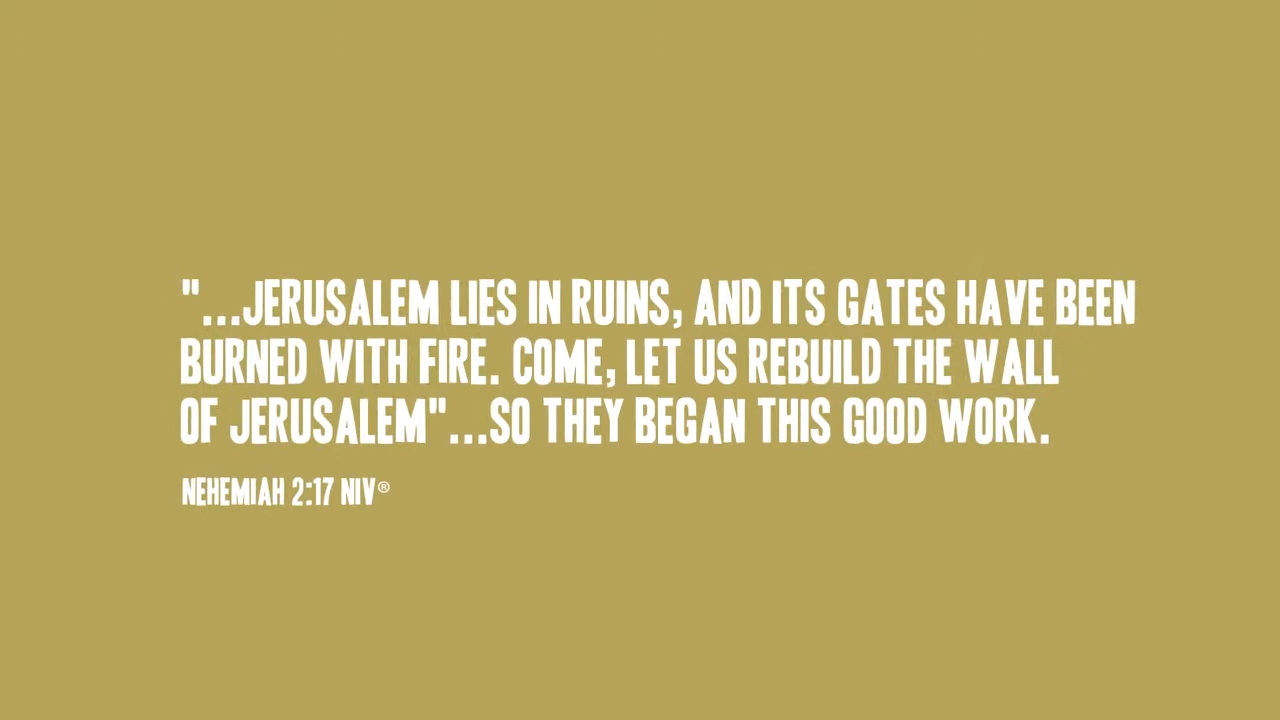 "...JERUSALEM LIES IN RUINS, AND ITS GATES HAVE BEEN
BURNED WITH FIRE. COME, LET US REBUILD THE WALL
OF JERUSALEM"...SO THEY BEGAN THIS GOOD WORK.
NEHEMIAH 2:17 NIV®